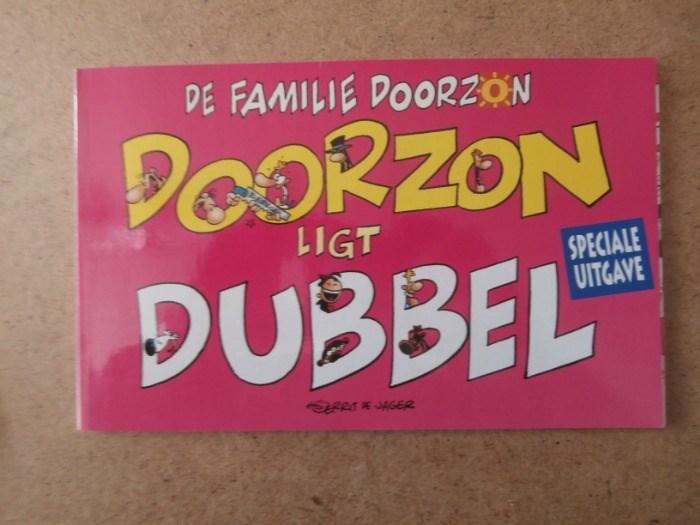 DE FAMILIE DOORZON
DOORZON
LIGT
DUBBEL
SPECIALE
UITGAVE
GERRIT DE JAGER